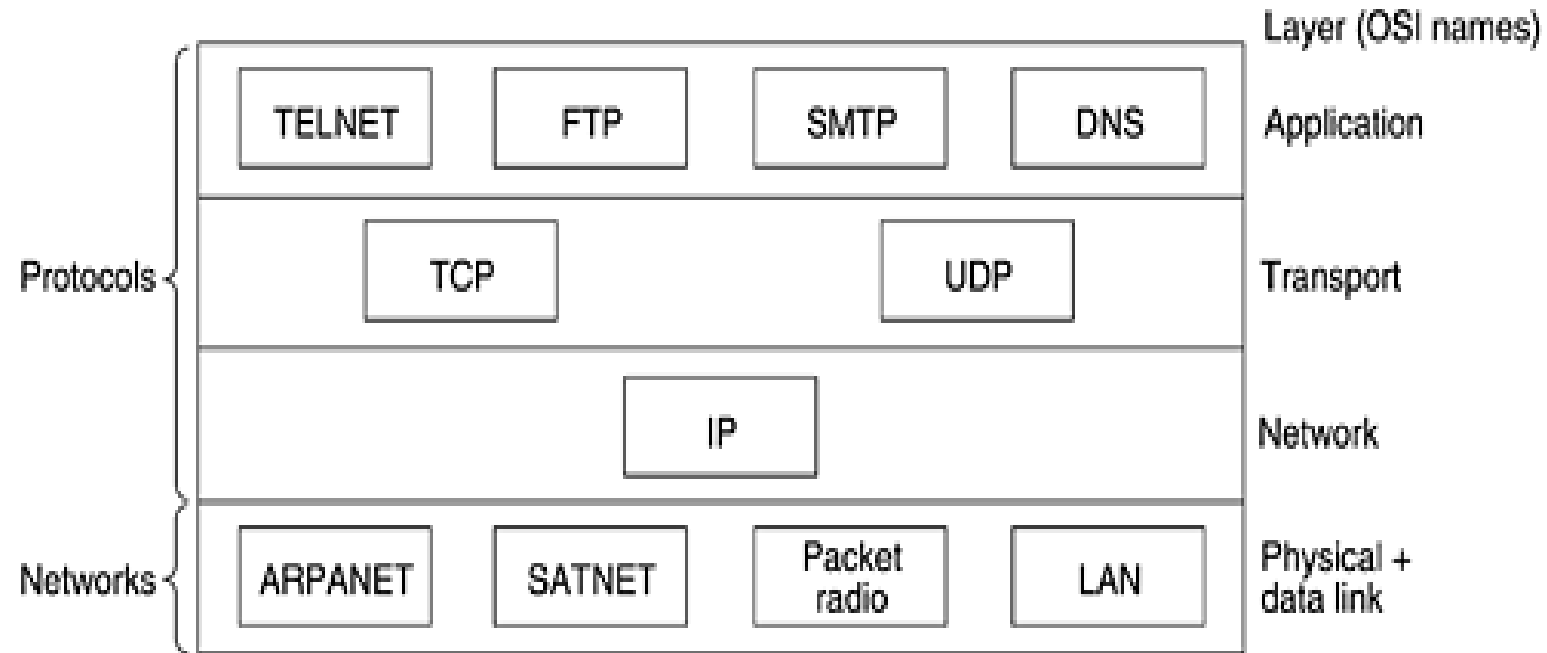 Layer (OSI names)
TELNET
FTP
SMTP
DNS
Application
Protocols
TCP
UDP
Transport
IP
Network
Networks
ARPANET
SATNET
Packet
radio
LAN
Physical +
data link